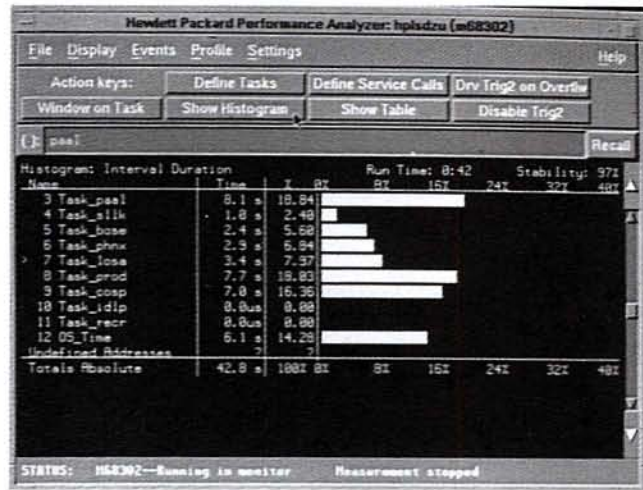 Hewlett Packard Performance Analyzer: hplsdzu (m68302)
File Display Events Profile Settings Help
Action keys: Define Tasks Define Service Calls Drv Trig2 on Overflw
Window on Task Show Histogram Show Table Disable Trig2
(): paal Recall
Histogram: Interval Duration Run Time: 0:42 Stability: 97%
Name Time % 0% 8% 16% 24% 32% 40%
3 Task_paal 8.1 s 18.84
4 Task_sllk 1.0 s 2.40
5 Task_bose 2.4 s 5.60
6 Task_phnx 2.9 s 6.84
> 7 Task_losa 3.4 s 7.97
8 Task_prod 7.7 s 18.03
9 Task_cosp 7.0 s 16.36
10 Task_idlp 0.0us 0.00
11 Task_recr 0.0us 0.00
12 OS_Time 6.1 s 14.28
Undefined Addresses ? ?
Totals Absolute 42.8 s 100% 0% 8% 16% 24% 32% 40%
STATUS: M68302--Running in monitor Measurement stopped